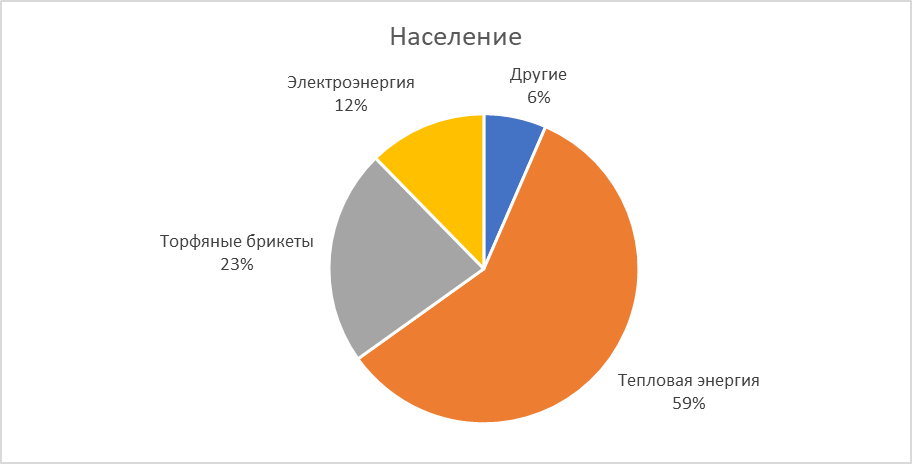 Население
Другие
6%
Электроэнергия
12%
Торфяные брикеты
23%
Тепловая энергия
59%